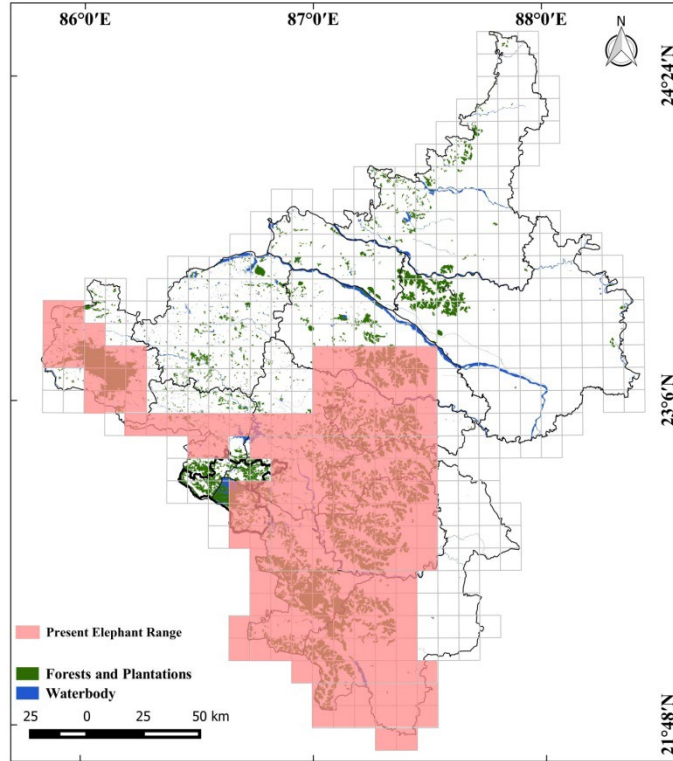 86°0′E 87°0′E 88°0′E
N
24°24′N
23°6′N
Present Elephant Range
Forests and Plantations
Waterbody
25 0 25 50 km
21°48′N